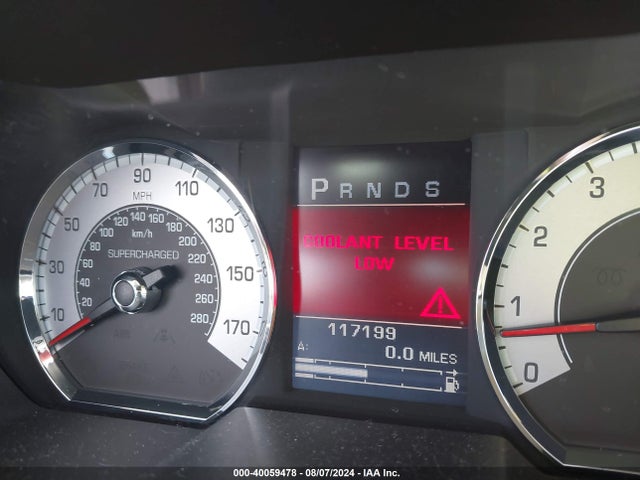 90
70
110
MPH
50
130
120 140 160
100
180
80
km/h
200
SUPERCHARGED
60
220
30
150
40
240
20
260
10
280
170
P R N D S
COOLANT LEVEL
LOW
117199
A:
0.0 MILES
3
2
1
0
000-40059478 - 08/07/2024 - IAA Inc.